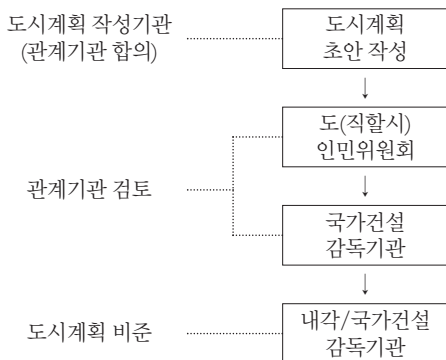 도시계획 작성기관
(관계기관 합의)
도시계획
초안 작성
↓
도(직할시)
인민위원회
관계기관 검토
↓
국가건설
감독기관
↓
도시계획 비준
내각/국가건설
감독기관